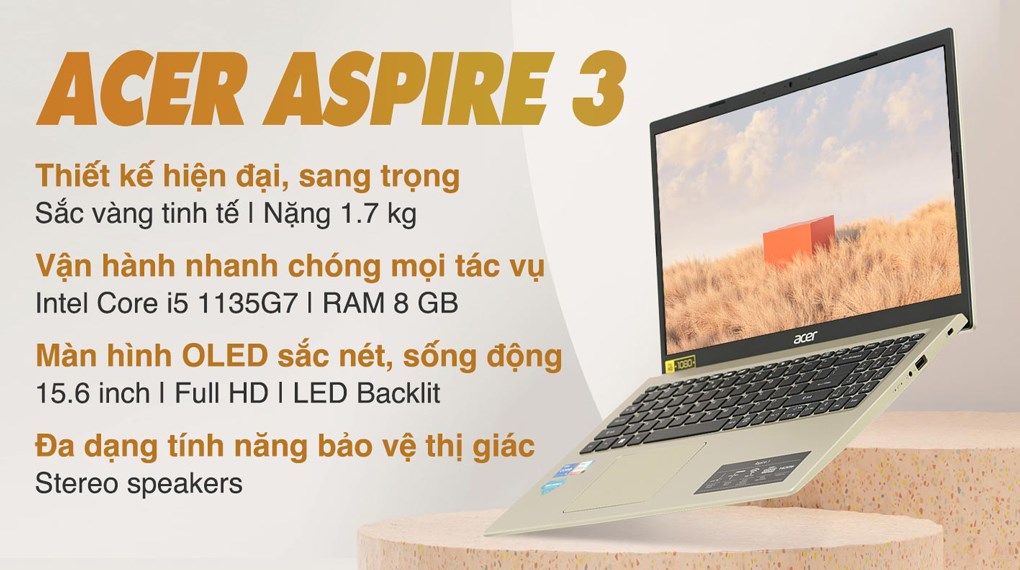 ACER ASPIRE 3
Thiết kế hiện đại, sang trọng
Sắc vàng tinh tế | Nặng 1.7 kg
Vận hành nhanh chóng mọi tác vụ
Intel Core i5 1135G7 | RAM 8 GB
Màn hình OLED sắc nét, sống động
15.6 inch | Full HD | LED Backlit
Đa dạng tính năng bảo vệ thị giác
Stereo speakers
acer
1080